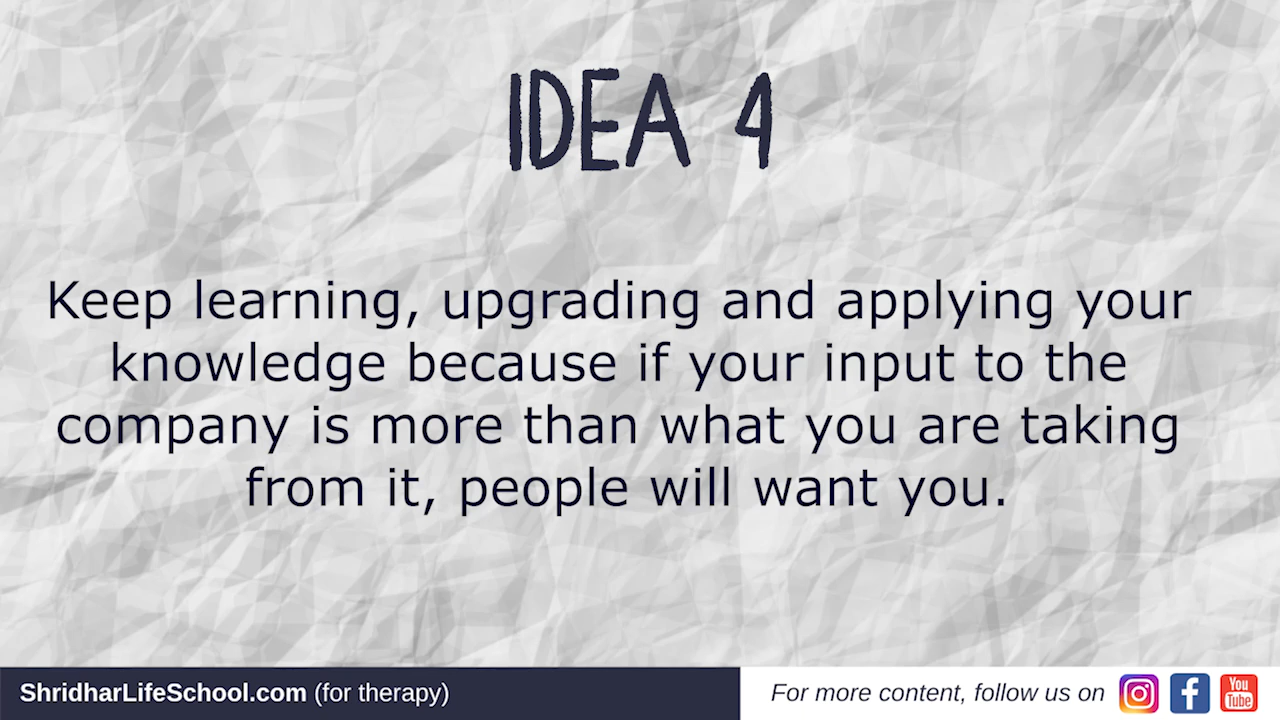 IDEA 4
Keep learning, upgrading and applying your
knowledge because if your input to the
company is more than what you are taking
from it, people will want you.
ShridharLifeSchool.com (for therapy)
For more content, follow us on
You
Tube